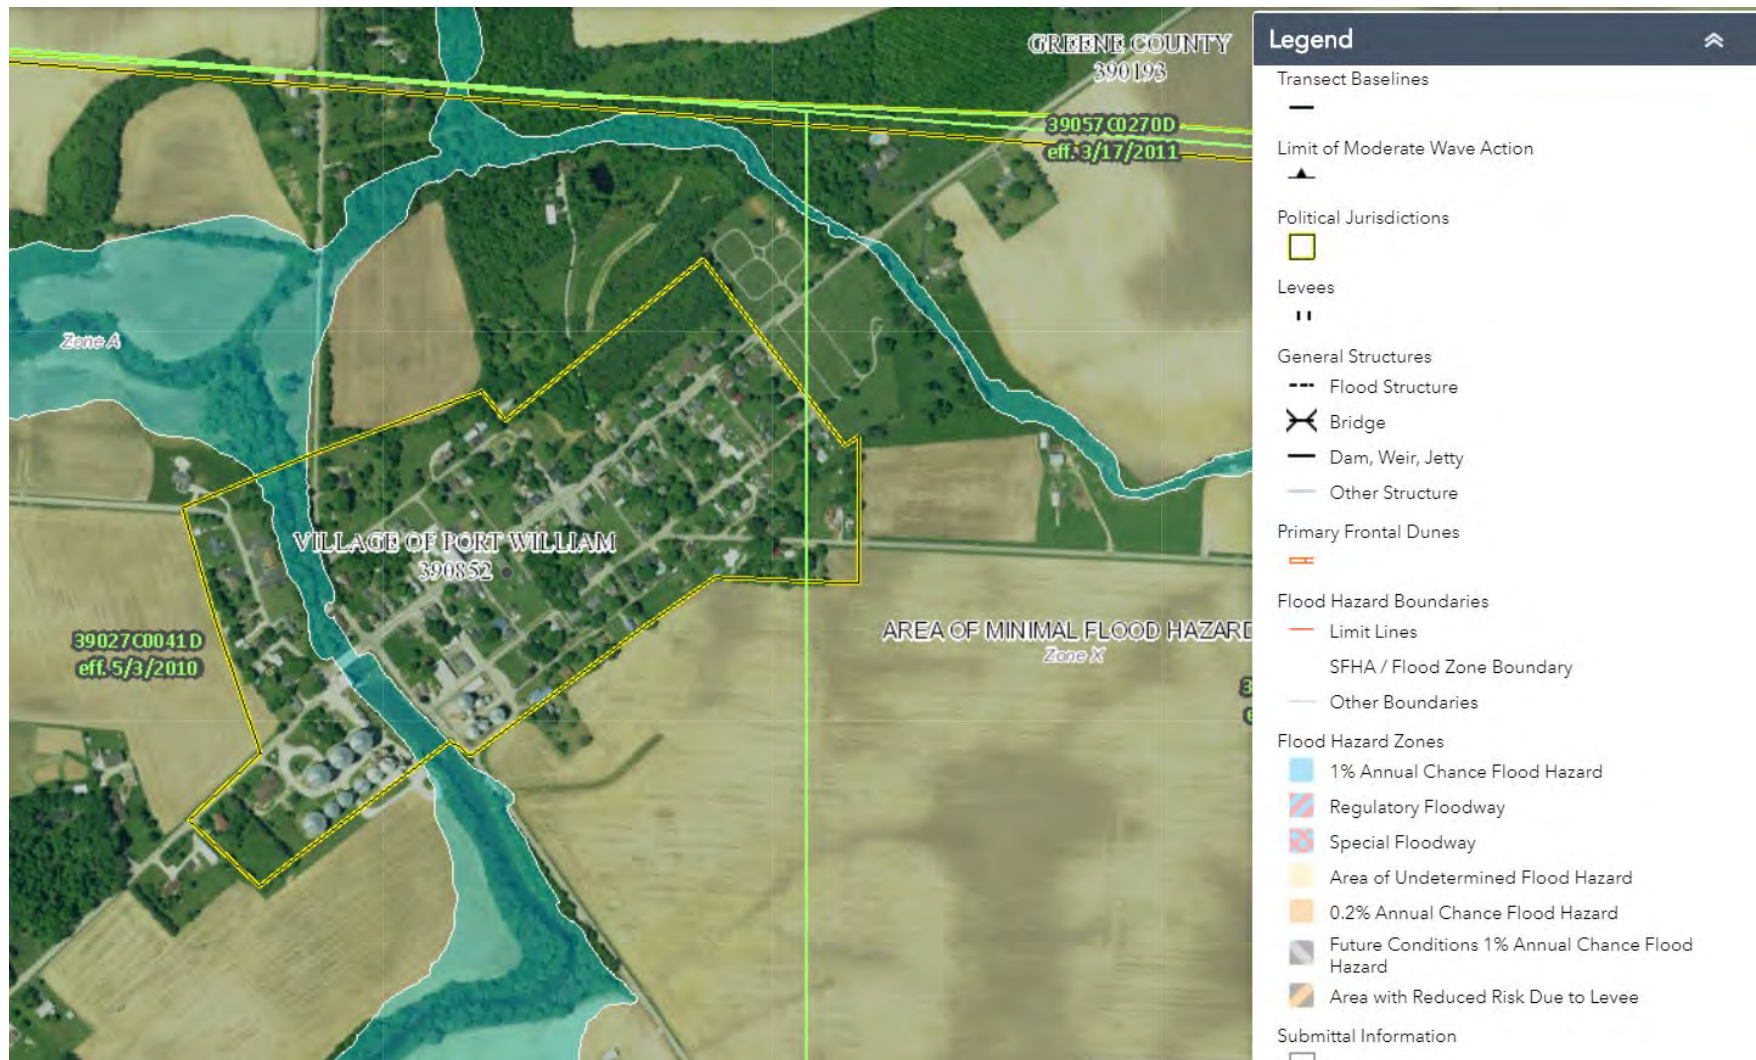 GREENE COUNTY
390193
39057C0270D
eff. 3/17/2011
Zone A
VILLAGE OF PORT WILLIAM
390852
39027C0041D
eff. 5/3/2010
AREA OF MINIMAL FLOOD HAZARD
Zone X
Legend
Transect Baselines
Limit of Moderate Wave Action
Political Jurisdictions
Levees
General Structures
Flood Structure
Bridge
Dam, Weir, Jetty
Other Structure
Primary Frontal Dunes
Flood Hazard Boundaries
Limit Lines
SFHA / Flood Zone Boundary
Other Boundaries
Flood Hazard Zones
1% Annual Chance Flood Hazard
Regulatory Floodway
Special Floodway
Area of Undetermined Flood Hazard
0.2% Annual Chance Flood Hazard
Future Conditions 1% Annual Chance Flood
Hazard
Area with Reduced Risk Due to Levee
Submittal Information